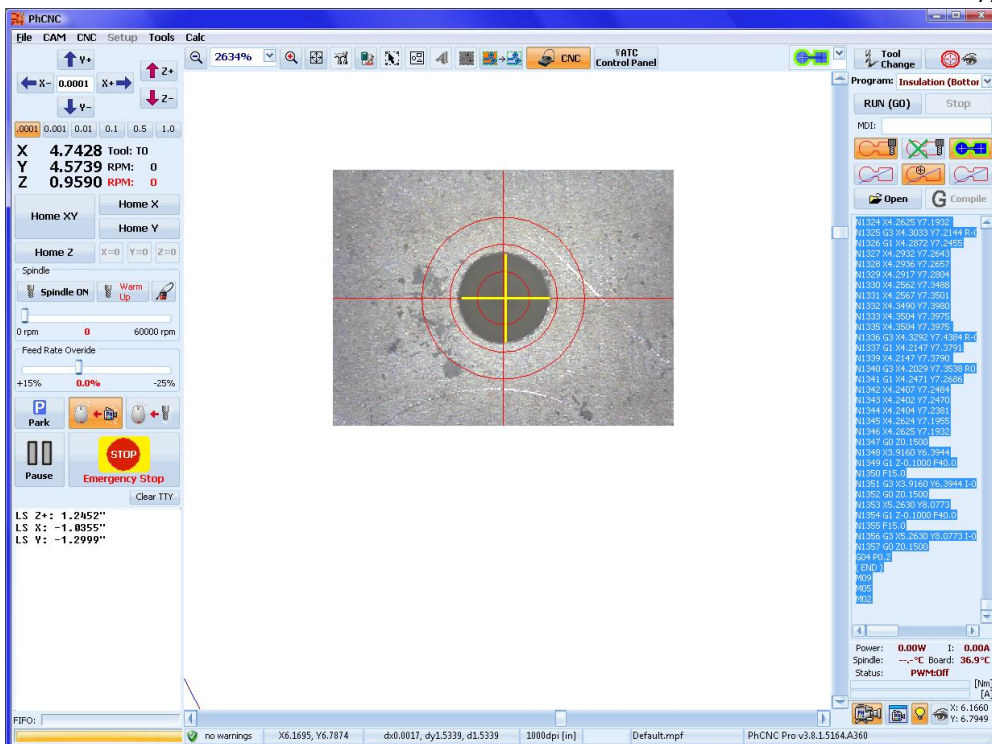 PhCNC
File CAM CNC Setup Tools Calc
Y+
X- 0.0001 X+
Y-
Z+
Z-
.0001 0.001 0.01 0.1 0.5 1.0
X 4.7428 Tool: T0
Y 4.5739 RPM: 0
Z 0.9590 RPM: 0
Home XY
Home X
Home Y
Home Z X=0 Y=0 Z=0
Spindle
Spindle ON
Warm Up
0 rpm 0 60000 rpm
Feed Rate Overide
+15% 0.0% -25%
P
Park
Pause
STOP
Emergency Stop
Clear TTY
LS Z+: 1.2452"
LS X: -1.0355"
LS Y: -1.2999"
FIFO:
2634%
CNC
ATC
Control Panel
Tool
Change
Program: Insulation (Bottor
RUN (GO) Stop
MDI:
Open G Compile
N1324 X4.2625 Y7.1932
N1325 G3 X4.3033 Y7.2144 R-0
N1326 G1 X4.2872 Y7.2455
N1327 X4.2932 Y7.2643
N1328 X4.2936 Y7.2657
N1329 X4.2917 Y7.2804
N1330 X4.2562 Y7.3488
N1331 X4.2567 Y7.3501
N1332 X4.3490 Y7.3980
N1333 X4.3504 Y7.3975
N1335 X4.3504 Y7.3975
N1336 G3 X4.3292 Y7.4384 R-0
N1337 G1 X4.2147 Y7.3791
N1339 X4.2147 Y7.3790
N1340 G3 X4.2029 Y7.3538 R0
N1341 G1 X4.2471 Y7.2686
N1342 X4.2407 Y7.2484
N1343 X4.2402 Y7.2470
N1344 X4.2404 Y7.2381
N1345 X4.2624 Y7.1955
N1346 X4.2625 Y7.1932
N1347 G0 Z0.1500
N1348 X3.9160 Y6.3944
N1349 G1 Z-0.1000 F40.0
N1350 F15.0
N1351 G3 X3.9160 Y6.3944 I-0
N1352 G0 Z0.1500
N1353 X5.2630 Y8.0773
N1354 G1 Z-0.1000 F40.0
N1355 F15.0
N1356 G3 X5.2630 Y8.0773 I-0
N1357 G0 Z0.1500
G04 P0.2
( END )
M09
M05
M02
Power: 0.00W I: 0.00A
Spindle: --.-°C Board: 36.9°C
Status: PWM:Off
[Nm]
[A]
X: 6.1660
Y: 6.7949
no warnings X6.1695, Y6.7874 dx0.0017, dy1.5339, d1.5339 1000dpi [in] Default.mpf PhCNC Pro v3.8.1.5164.A360